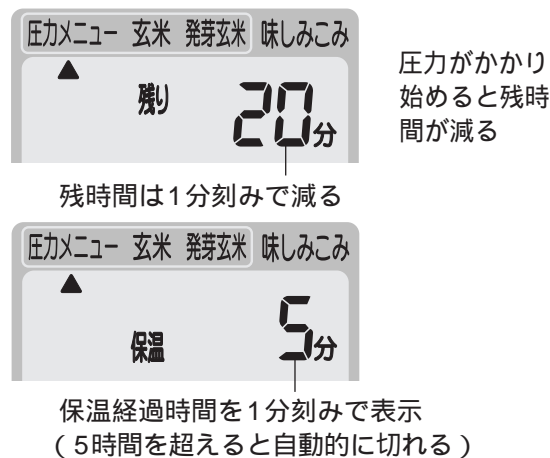 圧力メニュー 玄米 発芽玄米 味しみこみ
▲
残り 20分
圧力がかかり
始めると残時
間が減る
残時間は1分刻みで減る
圧力メニュー 玄米 発芽玄米 味しみこみ
▲
保温 5分
保温経過時間を1分刻みで表示
(5時間を超えると自動的に切れる)